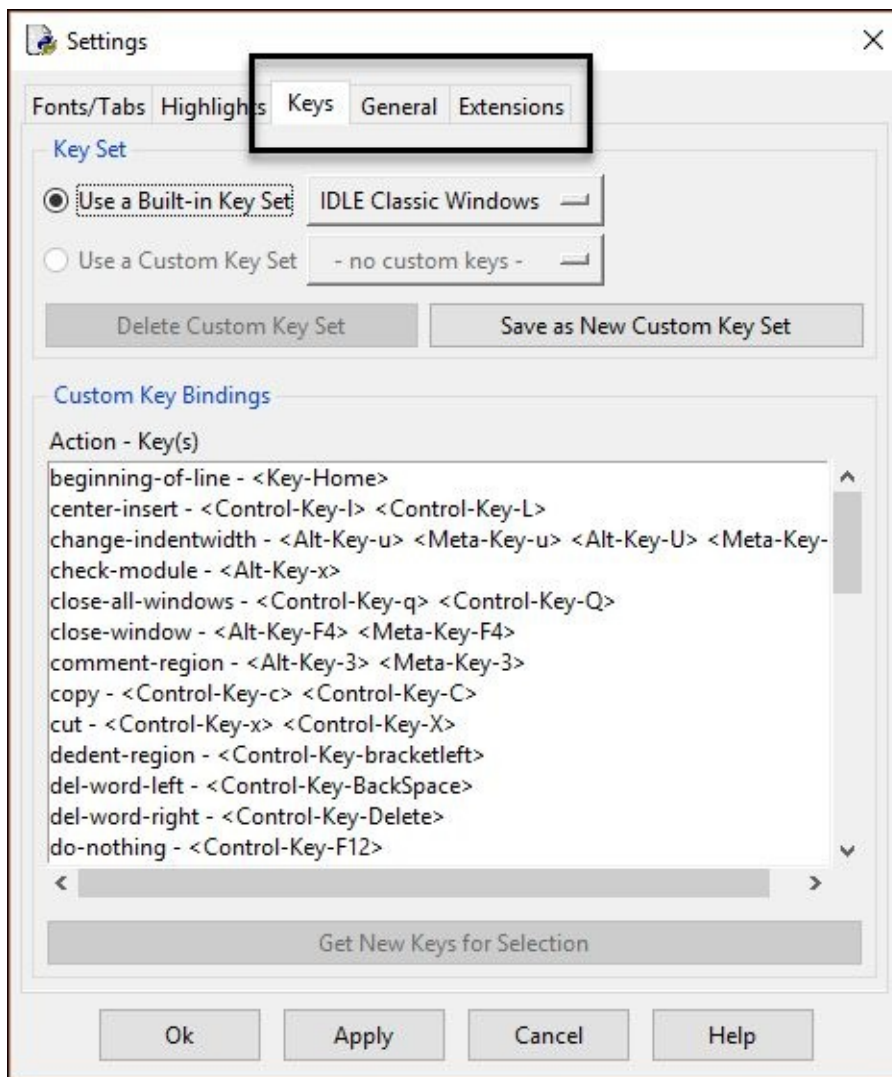 Settings
Fonts/Tabs Highlights Keys General Extensions
Key Set
Use a Built-in Key Set IDLE Classic Windows
Use a Custom Key Set - no custom keys -
Delete Custom Key Set Save as New Custom Key Set
Custom Key Bindings
Action - Key(s)
beginning-of-line - <Key-Home>
center-insert - <Control-Key-l> <Control-Key-L>
change-indentwidth - <Alt-Key-u> <Meta-Key-u> <Alt-Key-U> <Meta-Key-
check-module - <Alt-Key-x>
close-all-windows - <Control-Key-q> <Control-Key-Q>
close-window - <Alt-Key-F4> <Meta-Key-F4>
comment-region - <Alt-Key-3> <Meta-Key-3>
copy - <Control-Key-c> <Control-Key-C>
cut - <Control-Key-x> <Control-Key-X>
dedent-region - <Control-Key-bracketleft>
del-word-left - <Control-Key-BackSpace>
del-word-right - <Control-Key-Delete>
do-nothing - <Control-Key-F12>
Get New Keys for Selection
Ok Apply Cancel Help